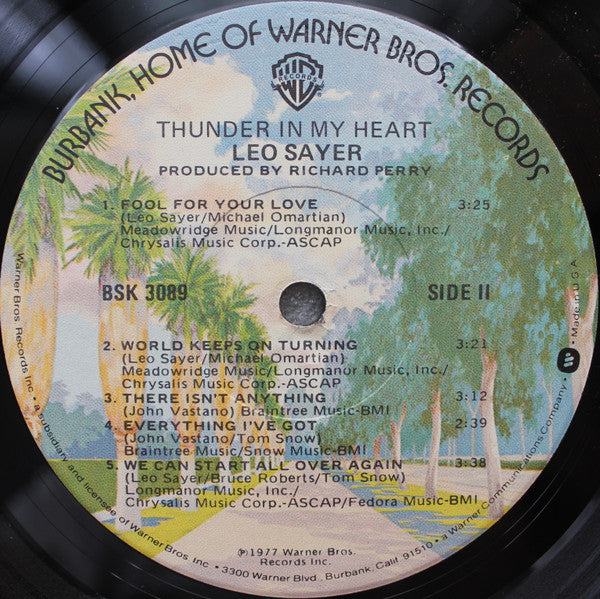 BURBANK, HOME OF WARNER BROS. RECORDS
WB
RECORDS
THUNDER IN MY HEART
LEO SAYER
PRODUCED BY RICHARD PERRY
1. FOOL FOR YOUR LOVE 3:25
(Leo Sayer/Michael Omartian)
Meadowridge Music/Longmanor Music, Inc./
Chrysalis Music Corp.-ASCAP
BSK 3089 SIDE II
2. WORLD KEEPS ON TURNING 3:21
(Leo Sayer/Michael Omartian)
Meadowridge Music/Longmanor Music, Inc./
Chrysalis Music Corp.-ASCAP
3. THERE ISN'T ANYTHING 3:12
(John Vastano) Braintree Music-BMI
4. EVERYTHING I'VE GOT 2:39
(John Vastano/Tom Snow)
Braintree Music/Snow Music-BMI
5. WE CAN START ALL OVER AGAIN 3:38
(Leo Sayer/Bruce Roberts/Tom Snow)
Longmanor Music, Inc./
Chrysalis Music Corp.-ASCAP/Fedora Music-BMI
℗1977 Warner Bros.
Records Inc.
Warner Bros. Records Inc. • a subsidiary and licensee of Warner Bros Inc. • 3300 Warner Blvd., Burbank, Calif. 91510 • a Warner Communications Company. • Made in U.S.A.